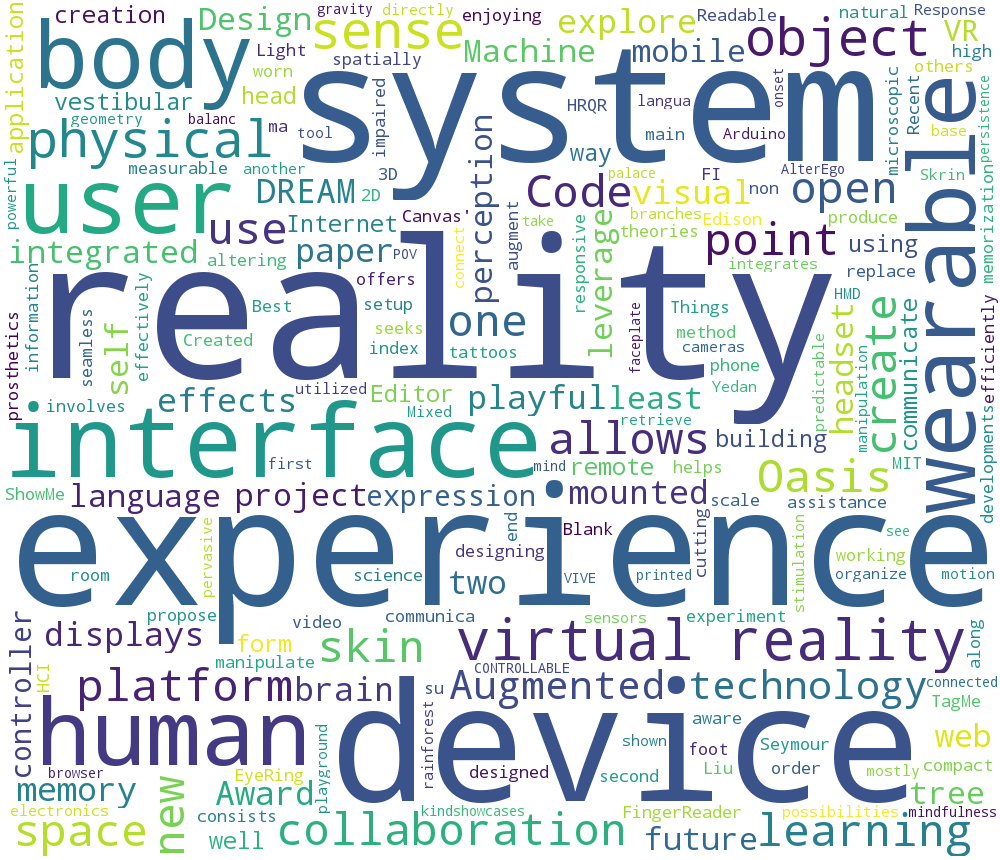 creation
Design
gravity
directly
enjoying
explore
Readable
natural
Response
body
sense
Light
spatially
Machine
mobile
object
VR
high
application
worn
head
vestibular
impaired
system
HRQR
langua
onset
others
geometry
balanc
ma
tool
main
Arduino
microscopic
Recent
base
persistence
wearable
physical
measurable
another
3D
way
AlterEgo
powerful
user
DREAM
2D
perception
Code
palace
visual
FI
non
open
Skrin
memorization
use
Internet
Canvas'
take
branches
Edison
produce
integrated
altering
paper
POV
connect
augment
responsive
leverage
theories
point
using
On
information
effectively
offers
integrates
replace
reality
prosthetics
seamless
self
Best
setup
one
faceplate
Things
HMD
Created
seeks
method
index
tattoos
cameras
predictable
headset
create
communicate
efficiently
utilized
phone
Yedan
manipulation
involves
effects
Editor
playful
least
Mixed
retrieve
interface
allows
building
On
MIT
developments
first
mind
remote
helps
ShowMe
language
project
expression
mounted
Oasis
scale
assistance
pervasive
experience
end
Blank
cutting
see
designing
stimulation
working
room
science
two
VIVE
printed
organize
motion
propose
video
communica
sensors
experiment
controller
displays
form
skin
virtual reality
along
HCI
manipulate
CONTROLLABLE
platform
brain
su
Augmented
technology
connected
human
device
rainforest
aware
TagMe
shown
foot
Seymour
web
browser
EyeRing
playground
designed
second
Liu
order
mostly
compact
memory
new
Award
tree
electronics
consists
kindshowcases
FingerReader
possibilities
mindfulness
space
well
collaboration
future
learning